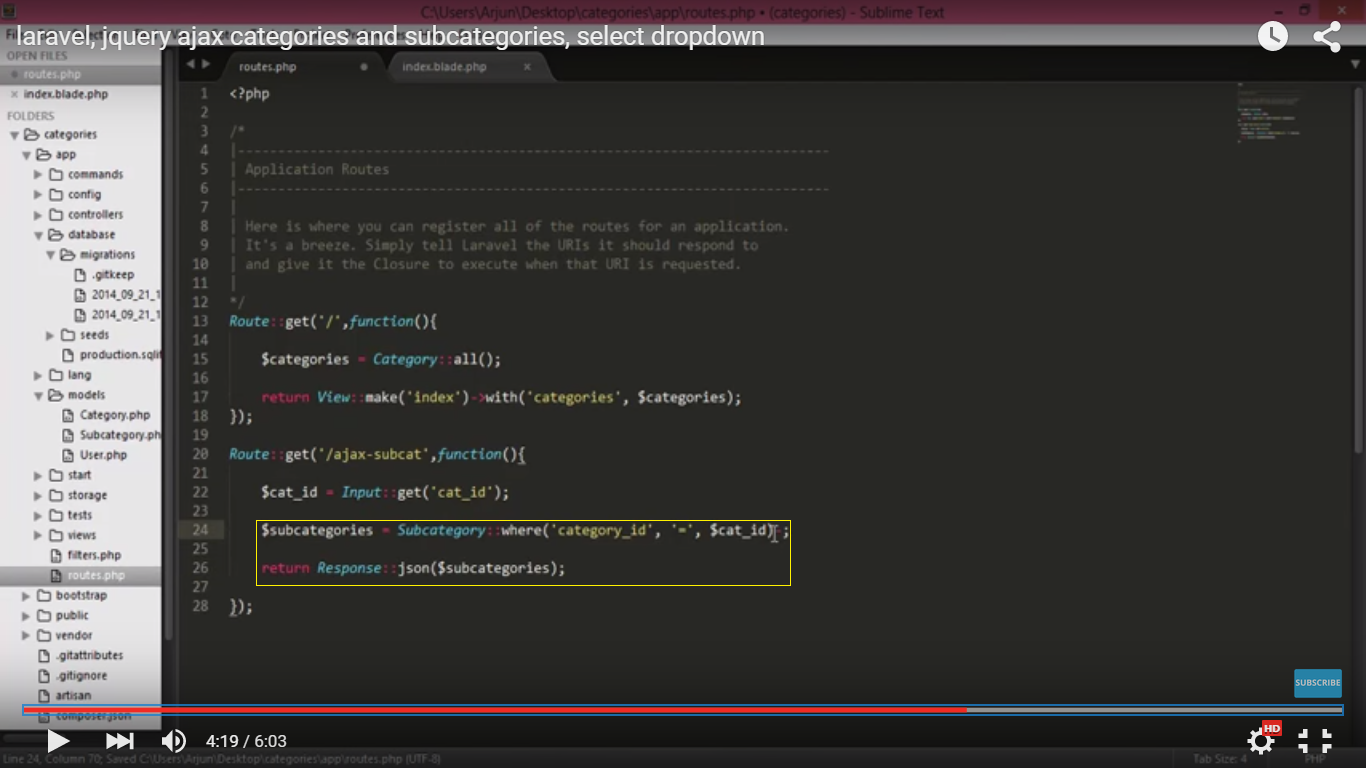 C:\Users\Arjun\Desktop\categories\app\routes.php • (categories) - Sublime Text
laravel, jquery ajax categories and sub categories, select dropdown
OPEN FILES
routes.php
index.blade.php
FOLDERS
categories
app
commands
config
controllers
database
migrations
.gitkeep
2014_09_21_1
2014_09_21_1
seeds
production.sqlit
lang
models
Category.php
Subcategory.ph
User.php
start
storage
tests
views
filters.php
routes.php
bootstrap
public
vendor
.gitattributes
.gitignore
artisan
composer.json
routes.php
index.blade.php
1 <?php
2
3 /*
4 |--------------------------------------------------------------------------
5 | Application Routes
6 |--------------------------------------------------------------------------
7 |
8 | Here is where you can register all of the routes for an application.
9 | It's a breeze. Simply tell Laravel the URIs it should respond to
10 | and give it the Closure to execute when that URI is requested.
11 |
12 */
13 Route::get('/',function(){
14
15 $categories = Category::all();
16
17 return View::make('index')->with('categories', $categories);
18 });
19
20 Route::get('/ajax-subcat',function(){
21
22 $cat_id = Input::get('cat_id');
23
24 $subcategories = Subcategory::where('category_id', '=', $cat_id);
25
26 return Response::json($subcategories);
27
28 });
SUBSCRIBE
4:19 / 6:03
HD
Line 24, Column 70; Saved C:\Users\Arjun\Desktop\categories\app\routes.php (UTF-8)
Tab Size: 4
PHP